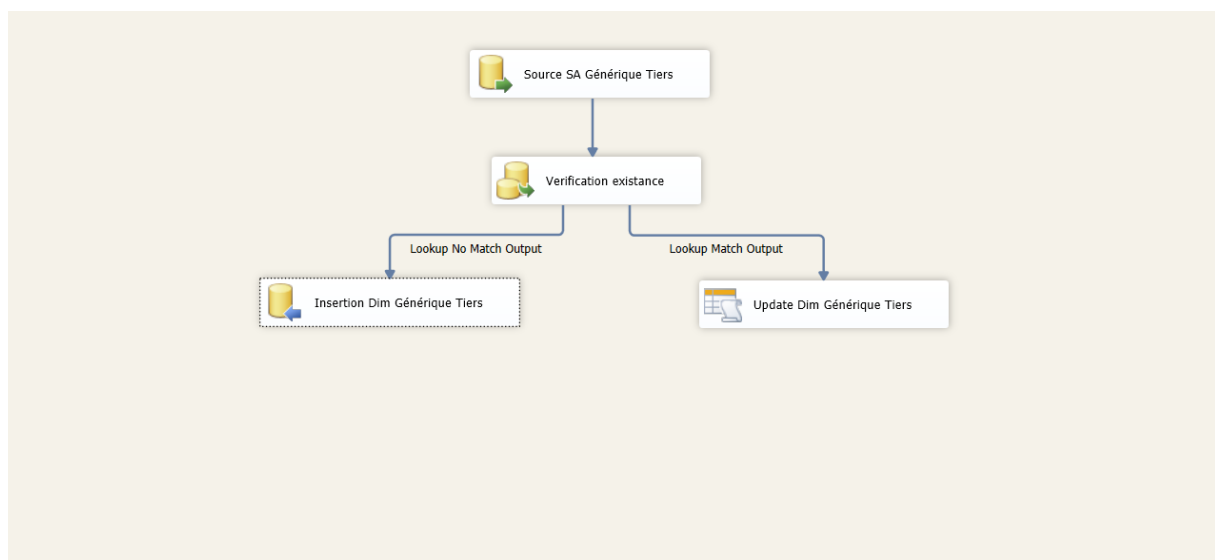 Source SA Générique Tiers
Verification existance
Lookup No Match Output
Lookup Match Output
Insertion Dim Générique Tiers
Update Dim Générique Tiers